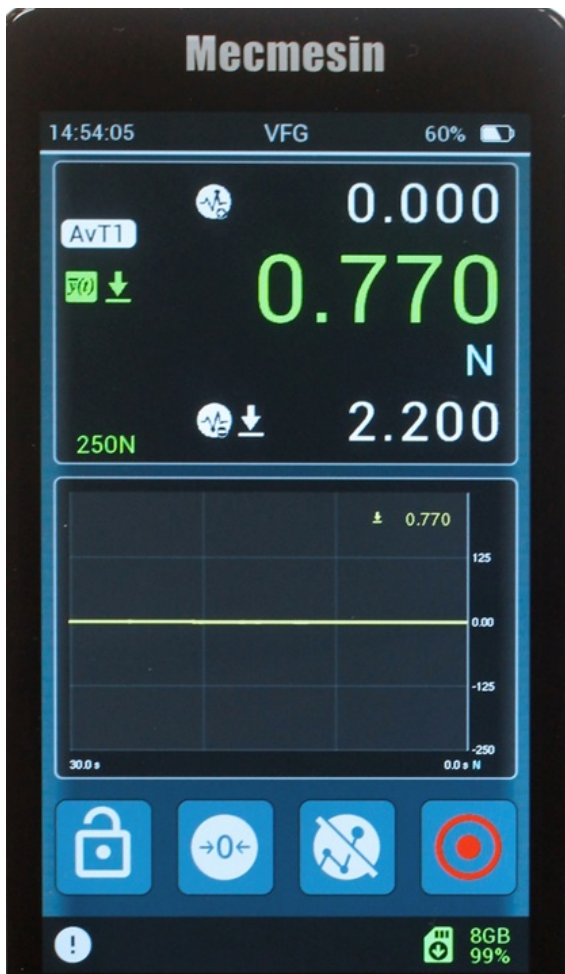 Mecmesin
14:54:05 VFG 60%
0.000
AvT1
ȳ(t) 0.770
N
250N 2.200
0.770
125
0.00
-125
-250
30.0 s 0.0 s N
→0←
!
8GB
99%